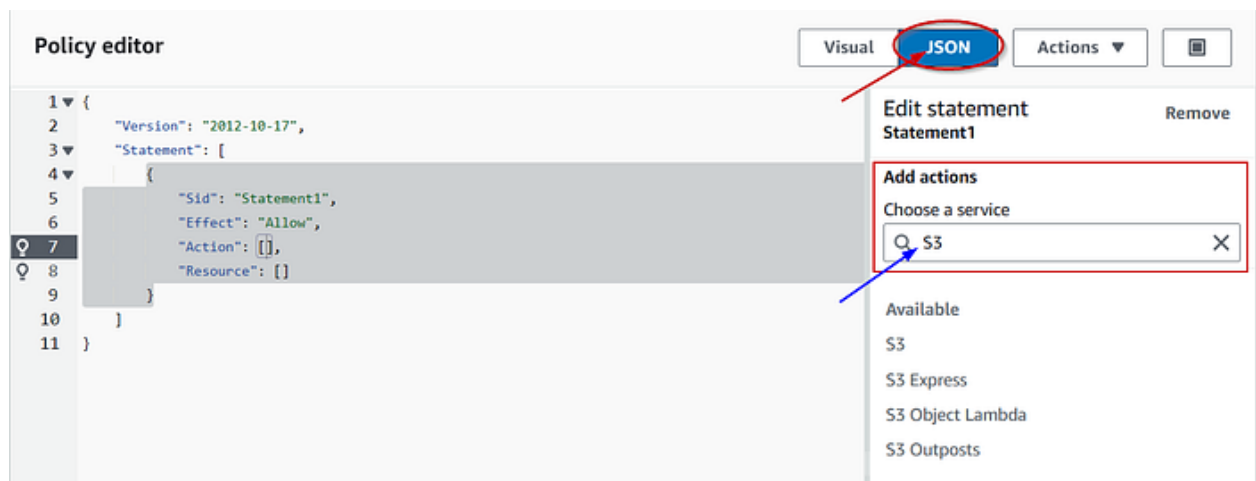 Policy editor
Visual
JSON
Actions ▼
1 ▼ {
2 "Version": "2012-10-17",
3 ▼ "Statement": [
4 ▼ {
5 "Sid": "Statement1",
6 "Effect": "Allow",
7 "Action": [],
8 "Resource": []
9 }
10 ]
11 }
Edit statement
Remove
Statement1
Add actions
Choose a service
S3
Available
S3
S3 Express
S3 Object Lambda
S3 Outposts